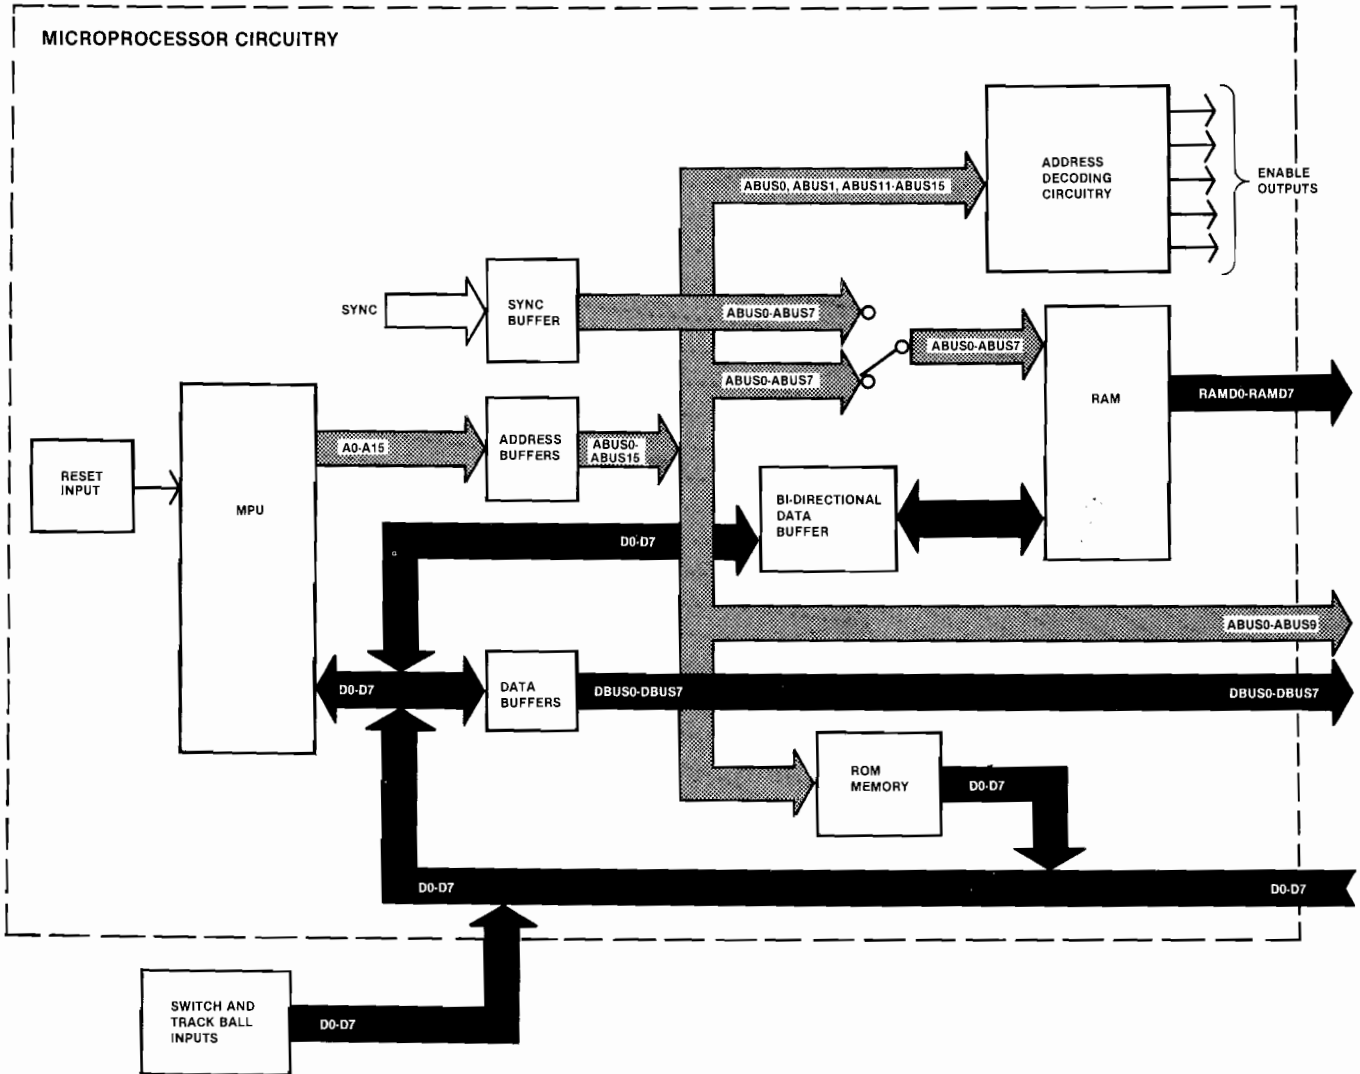 MICROPROCESSOR CIRCUITRY
ADDRESS
DECODING
CIRCUITRY
ENABLE
OUTPUTS
ABUS0, ABUS1, ABUS11-ABUS15
SYNC
SYNC
BUFFER
ABUS0-ABUS7
ABUS0-ABUS7
ABUS0-ABUS7
RAM
RAMD0-RAMD7
MPU
A0-A15
ADDRESS
BUFFERS
ABUS0-
ABUS15
RESET
INPUT
BI-DIRECTIONAL
DATA
BUFFER
D0-D7
ABUS0-ABUS9
D0-D7
DATA
BUFFERS
DBUS0-DBUS7
DBUS0-DBUS7
ROM
MEMORY
D0-D7
D0-D7
D0-D7
SWITCH AND
TRACK BALL
INPUTS
D0-D7